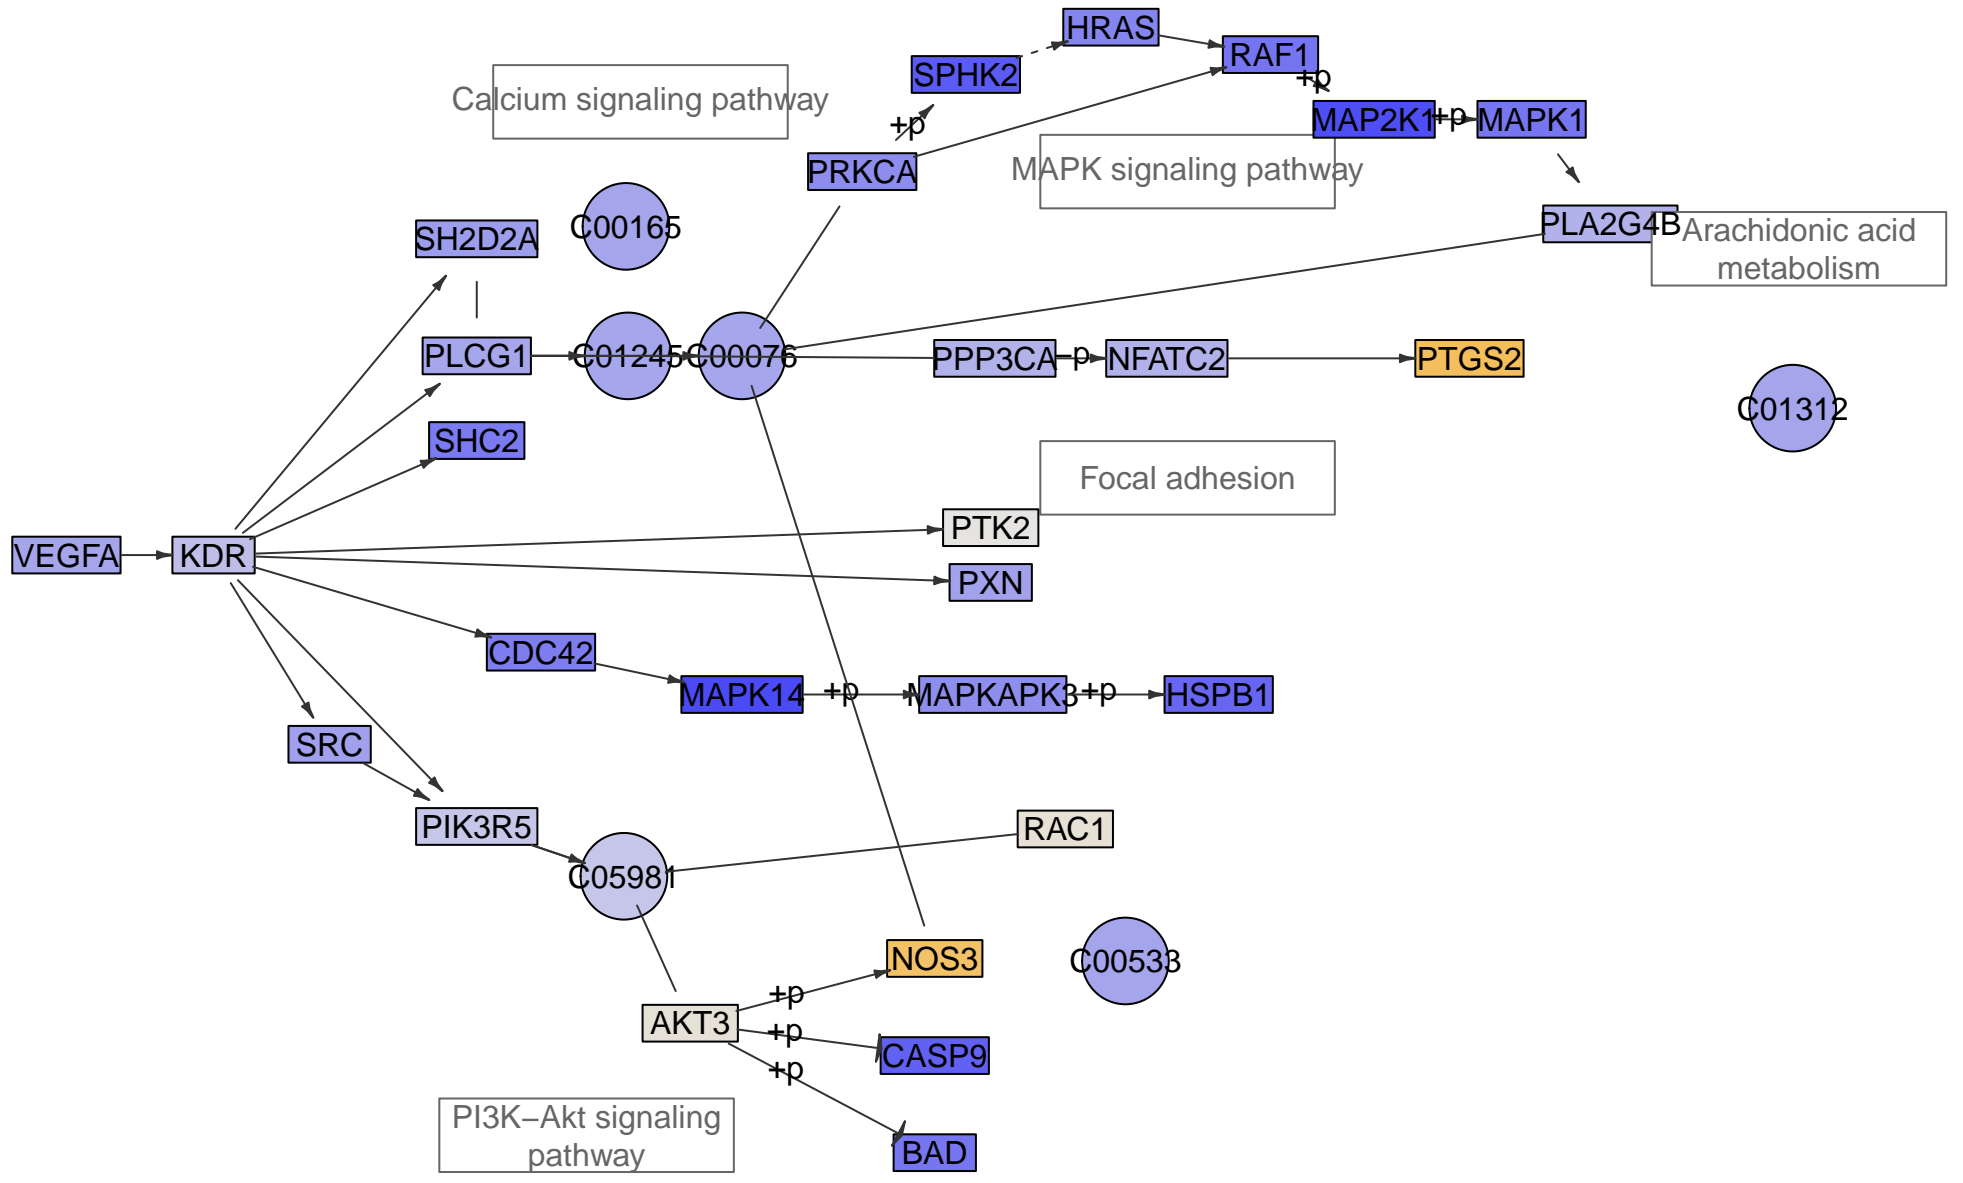 HRAS
RAF1
SPHK2
+p
Calcium signaling pathway
MAP2K1
+p
MAPK1
+p
PRKCA
MAPK signaling pathway
C00165
SH2D2A
PLA2G4B
Arachidonic acid
metabolism
PLCG1
C01245
C00076
PPP3CA
−p
NFATC2
PTGS2
C01312
SHC2
Focal adhesion
PTK2
VEGFA
KDR
PXN
CDC42
MAPK14
+p
MAPKAPK3
+p
HSPB1
SRC
PIK3R5
RAC1
C05981
NOS3
C00533
+p
AKT3
+p
CASP9
+p
PI3K−Akt signaling
pathway
BAD